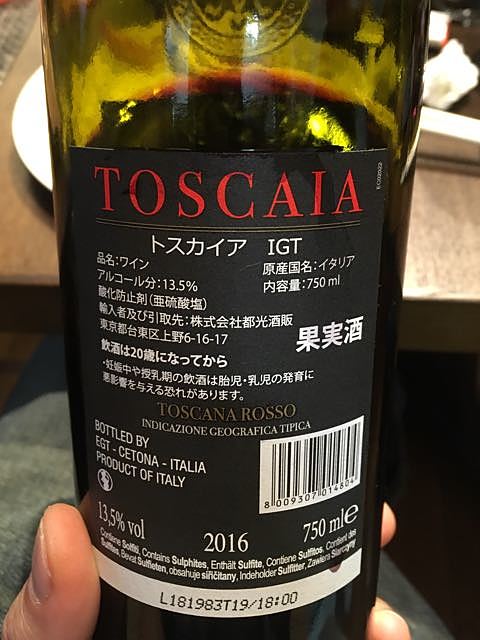 TOSCAIA
トスカイア IGT
品名:ワイン 原産国名:イタリア
アルコール分:13.5% 内容量:750 ml
酸化防止剤(亜硫酸塩)
輸入者及び引取先:株式会社都光酒販
東京都台東区上野6-16-17
果実酒
飲酒は20歳になってから
・妊娠中や授乳期の飲酒は胎児・乳児の発育に
悪影響を与える恐れがあります。
TOSCANA ROSSO
INDICAZIONE GEOGRAFICA TIPICA
BOTTLED BY
EGT - CETONA - ITALIA
PRODUCT OF ITALY
8 009307 014804
13,5% vol 2016 750 ml e
Contiene Solfiti, Contains Sulphites, Enthält Sulfite, Contiene Sulfitos, Contient des
Sulfites, Bevat Sulfieten, obsahuje siřičitany, Indeholder Sulfitter, Zawiera Siarczyny
L181983T19/18:00